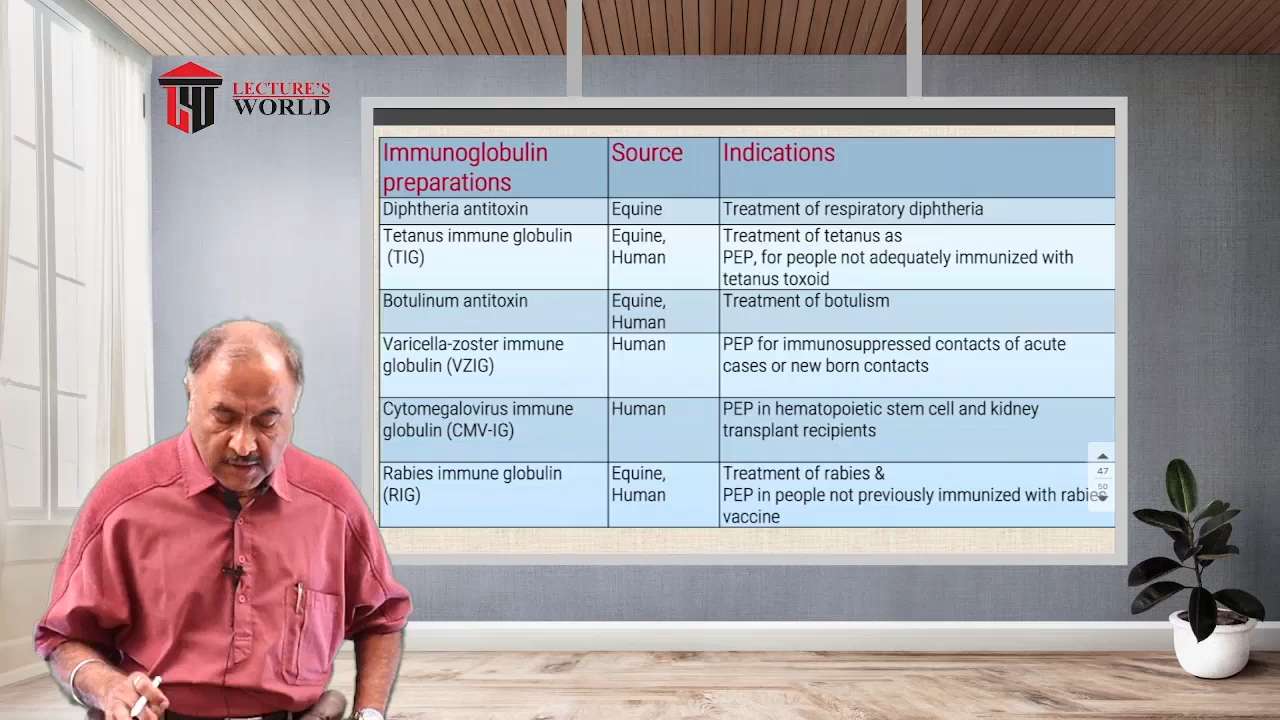 LECTURE'S
WORLD
Immunoglobulin preparations Source Indications
Diphtheria antitoxin Equine Treatment of respiratory diphtheria
Tetanus immune globulin Equine, Treatment of tetanus as
(TIG) Human PEP, for people not adequately immunized with
tetanus toxoid
Botulinum antitoxin Equine, Treatment of botulism
Human
Varicella-zoster immune Human PEP for immunosuppressed contacts of acute
globulin (VZIG) cases or new born contacts
Cytomegalovirus immune Human PEP in hematopoietic stem cell and kidney
globulin (CMV-IG) transplant recipients
Rabies immune globulin Equine, Treatment of rabies &
(RIG) Human PEP in people not previously immunized with rabies
vaccine
47
50